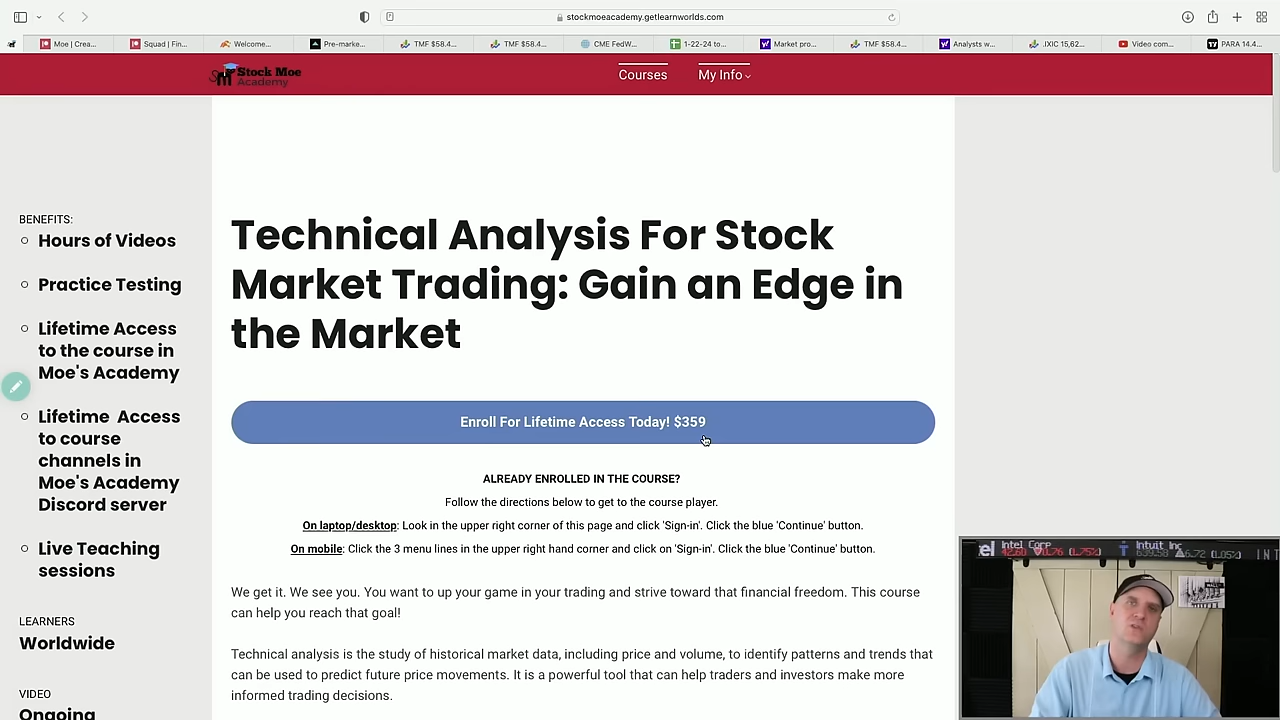 stockmoeacademy.getlearnworlds.com
Moe | Crea...
Squad | Fin...
Welcome...
Pre-marke...
TMF $58.4...
TMF $58.4...
CME FedW...
1-22-24 to...
Market pro...
TMF $58.4...
Analysts w...
.IXIC 15,62...
Video com...
PARA 14.4...
Stock Moe
Academy
Courses
My Info
BENEFITS:
Hours of Videos
Practice Testing
Lifetime Access
to the course in
Moe's Academy
Lifetime Access
to course
channels in
Moe's Academy
Discord server
Live Teaching
sessions
LEARNERS
Worldwide
VIDEO
Ongoing
Technical Analysis For Stock
Market Trading: Gain an Edge in
the Market
Enroll For Lifetime Access Today! $359
ALREADY ENROLLED IN THE COURSE?
Follow the directions below to get to the course player.
On laptop/desktop: Look in the upper right corner of this page and click 'Sign-in'. Click the blue 'Continue' button.
On mobile: Click the 3 menu lines in the upper right hand corner and click on 'Sign-in'. Click the blue 'Continue' button.
We get it. We see you. You want to up your game in your trading and strive toward that financial freedom. This course
can help you reach that goal!
Technical analysis is the study of historical market data, including price and volume, to identify patterns and trends that
can be used to predict future price movements. It is a powerful tool that can help traders and investors make more
informed trading decisions.
Intel Corp
Intuit Inc